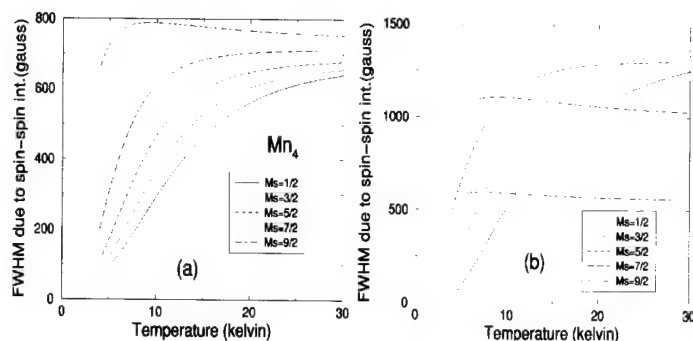 FWHM due to spin-spin int.(gauss)
800
600
400
200
0
0
10
20
30
Temperature (kelvin)
Mn4
Ms=1/2
Ms=3/2
Ms=5/2
Ms=7/2
Ms=9/2
(a)
FWHM due to spin-spin int.(gauss)
1500
1000
500
0
0
10
20
30
Temperature (kelvin)
Ms=1/2
Ms=3/2
Ms=5/2
Ms=7/2
Ms=9/2
(b)